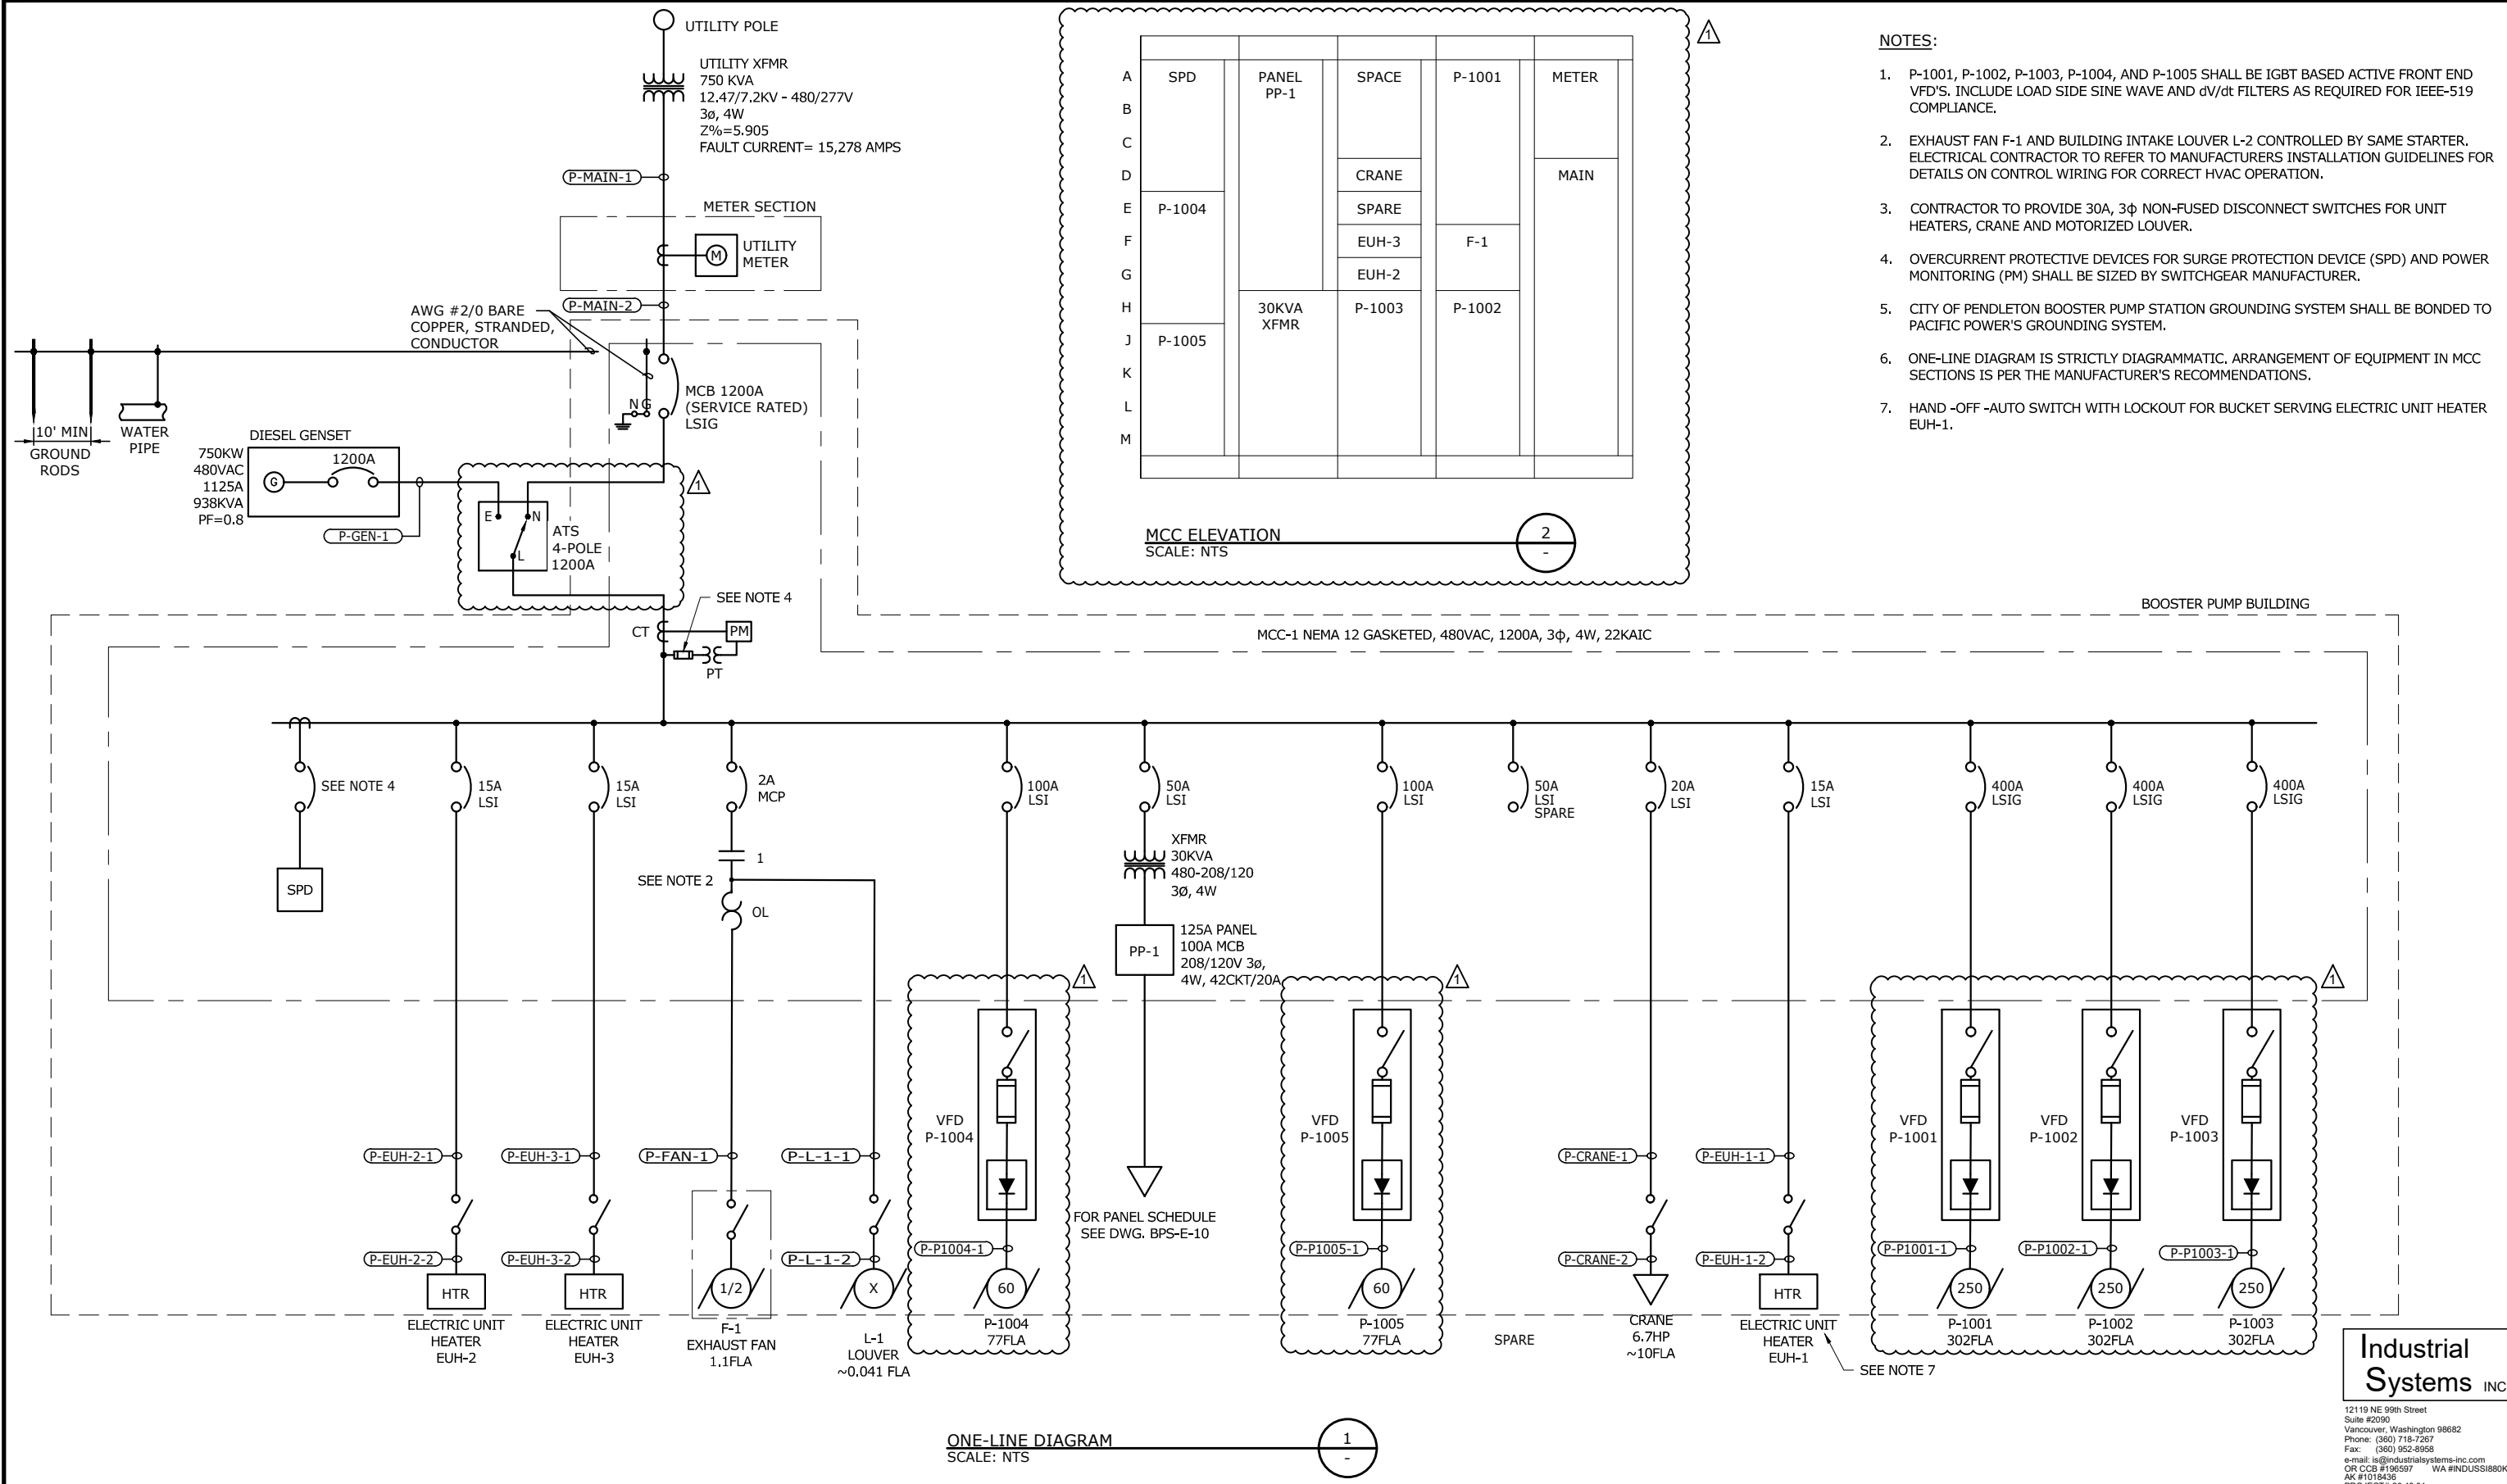 UTILITY POLE
UTILITY XFMR
750 KVA
12.47/7.2KV - 480/277V
3ø, 4W
Z%=5.905
FAULT CURRENT= 15,278 AMPS
P-MAIN-1
METER SECTION
M
UTILITY
METER
P-MAIN-2
AWG #2/0 BARE
COPPER, STRANDED,
CONDUCTOR
N G
MCB 1200A
(SERVICE RATED)
LSIG
10' MIN
GROUND
RODS
WATER
PIPE
DIESEL GENSET
750KW
480VAC
1125A
938KVA
PF=0.8
G
1200A
P-GEN-1
E
N
L
ATS
4-POLE
1200A
1
SEE NOTE 4
CT
PM
PT
1
A
B
C
D
E
F
G
H
J
K
L
M
SPD
P-1004
P-1005
PANEL
PP-1
30KVA
XFMR
SPACE
CRANE
SPARE
EUH-3
EUH-2
P-1003
P-1001
F-1
P-1002
METER
MAIN
MCC ELEVATION
SCALE: NTS
2
-
NOTES:
1. P-1001, P-1002, P-1003, P-1004, AND P-1005 SHALL BE IGBT BASED ACTIVE FRONT END
VFD'S. INCLUDE LOAD SIDE SINE WAVE AND dV/dt FILTERS AS REQUIRED FOR IEEE-519
COMPLIANCE.
2. EXHAUST FAN F-1 AND BUILDING INTAKE LOUVER L-2 CONTROLLED BY SAME STARTER.
ELECTRICAL CONTRACTOR TO REFER TO MANUFACTURERS INSTALLATION GUIDELINES FOR
DETAILS ON CONTROL WIRING FOR CORRECT HVAC OPERATION.
3. CONTRACTOR TO PROVIDE 30A, 3ϕ NON-FUSED DISCONNECT SWITCHES FOR UNIT
HEATERS, CRANE AND MOTORIZED LOUVER.
4. OVERCURRENT PROTECTIVE DEVICES FOR SURGE PROTECTION DEVICE (SPD) AND POWER
MONITORING (PM) SHALL BE SIZED BY SWITCHGEAR MANUFACTURER.
5. CITY OF PENDLETON BOOSTER PUMP STATION GROUNDING SYSTEM SHALL BE BONDED TO
PACIFIC POWER'S GROUNDING SYSTEM.
6. ONE-LINE DIAGRAM IS STRICTLY DIAGRAMMATIC. ARRANGEMENT OF EQUIPMENT IN MCC
SECTIONS IS PER THE MANUFACTURER'S RECOMMENDATIONS.
7. HAND -OFF -AUTO SWITCH WITH LOCKOUT FOR BUCKET SERVING ELECTRIC UNIT HEATER
EUH-1.
BOOSTER PUMP BUILDING
MCC-1 NEMA 12 GASKETED, 480VAC, 1200A, 3ϕ, 4W, 22KAIC
SEE NOTE 4
SPD
15A
LSI
P-EUH-2-1
P-EUH-2-2
HTR
ELECTRIC UNIT
HEATER
EUH-2
15A
LSI
P-EUH-3-1
P-EUH-3-2
HTR
ELECTRIC UNIT
HEATER
EUH-3
2A
MCP
1
SEE NOTE 2
OL
P-FAN-1
1/2
F-1
EXHAUST FAN
1.1FLA
P-L-1-1
P-L-1-2
X
L-1
LOUVER
~0.041 FLA
100A
LSI
1
VFD
P-1004
P-P1004-1
60
P-1004
77FLA
50A
LSI
XFMR
30KVA
480-208/120
3Ø, 4W
PP-1
125A PANEL
100A MCB
208/120V 3ø,
4W, 42CKT/20A
FOR PANEL SCHEDULE
SEE DWG. BPS-E-10
100A
LSI
1
VFD
P-1005
P-P1005-1
60
P-1005
77FLA
50A
LSI
SPARE
SPARE
20A
LSI
P-CRANE-1
P-CRANE-2
CRANE
6.7HP
~10FLA
15A
LSI
P-EUH-1-1
P-EUH-1-2
HTR
ELECTRIC UNIT
HEATER
EUH-1
SEE NOTE 7
400A
LSIG
VFD
P-1001
P-P1001-1
250
P-1001
302FLA
400A
LSIG
VFD
P-1002
P-P1002-1
250
P-1002
302FLA
400A
LSIG
1
VFD
P-1003
P-P1003-1
250
P-1003
302FLA
ONE-LINE DIAGRAM
SCALE: NTS
1
-
Industrial
Systems INC
12119 NE 99th Street
Suite #2090
Vancouver, Washington 98682
Phone: (360) 718-7267
Fax: (360) 952-8958
e-mail: is@industrialsystems-inc.com
OR CCB #196597 WA #INDUSSI880K
AK #1018436